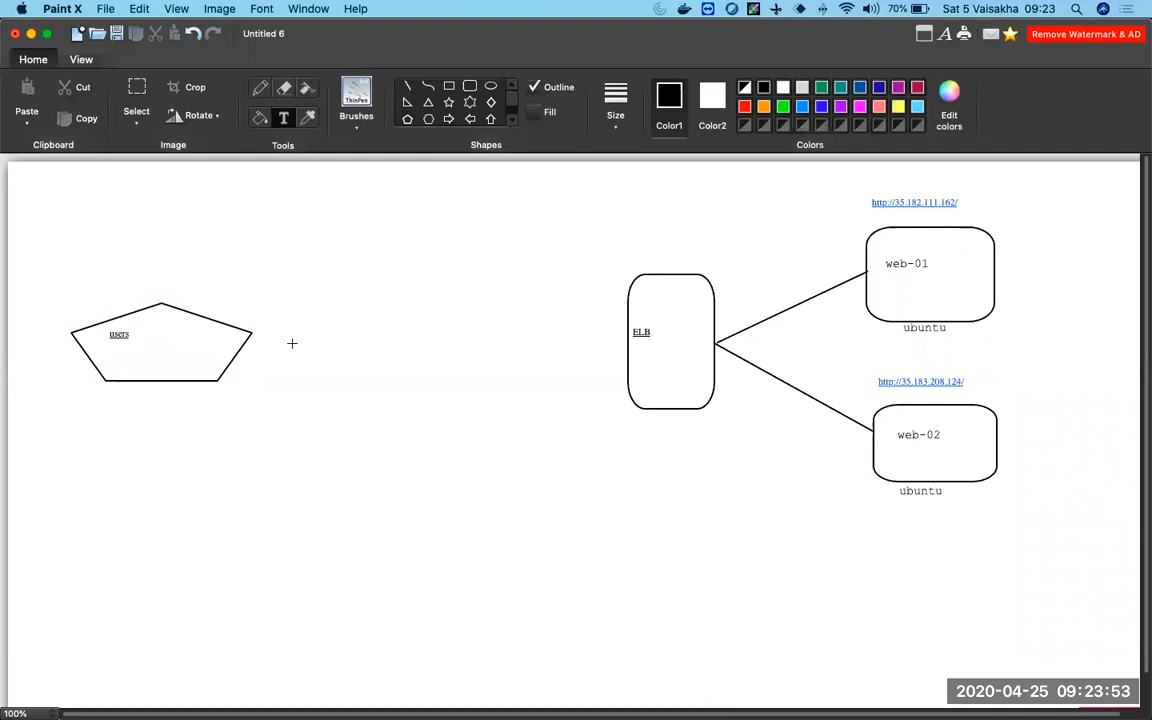 Paint X File Edit View Image Font Window Help 70% Sat 5 Vaisakha 09:23
Untitled 6 Remove Watermark & AD
Home View
Paste Cut Copy Select Crop Rotate ThinPen Brushes Outline Fill Size Color1 Color2 Edit colors
Clipboard Image Tools Shapes Colors
http://35.182.111.162/
web-01
ubuntu
users
ELB
http://35.183.208.124/
web-02
ubuntu
2020-04-25 09:23:53
100%